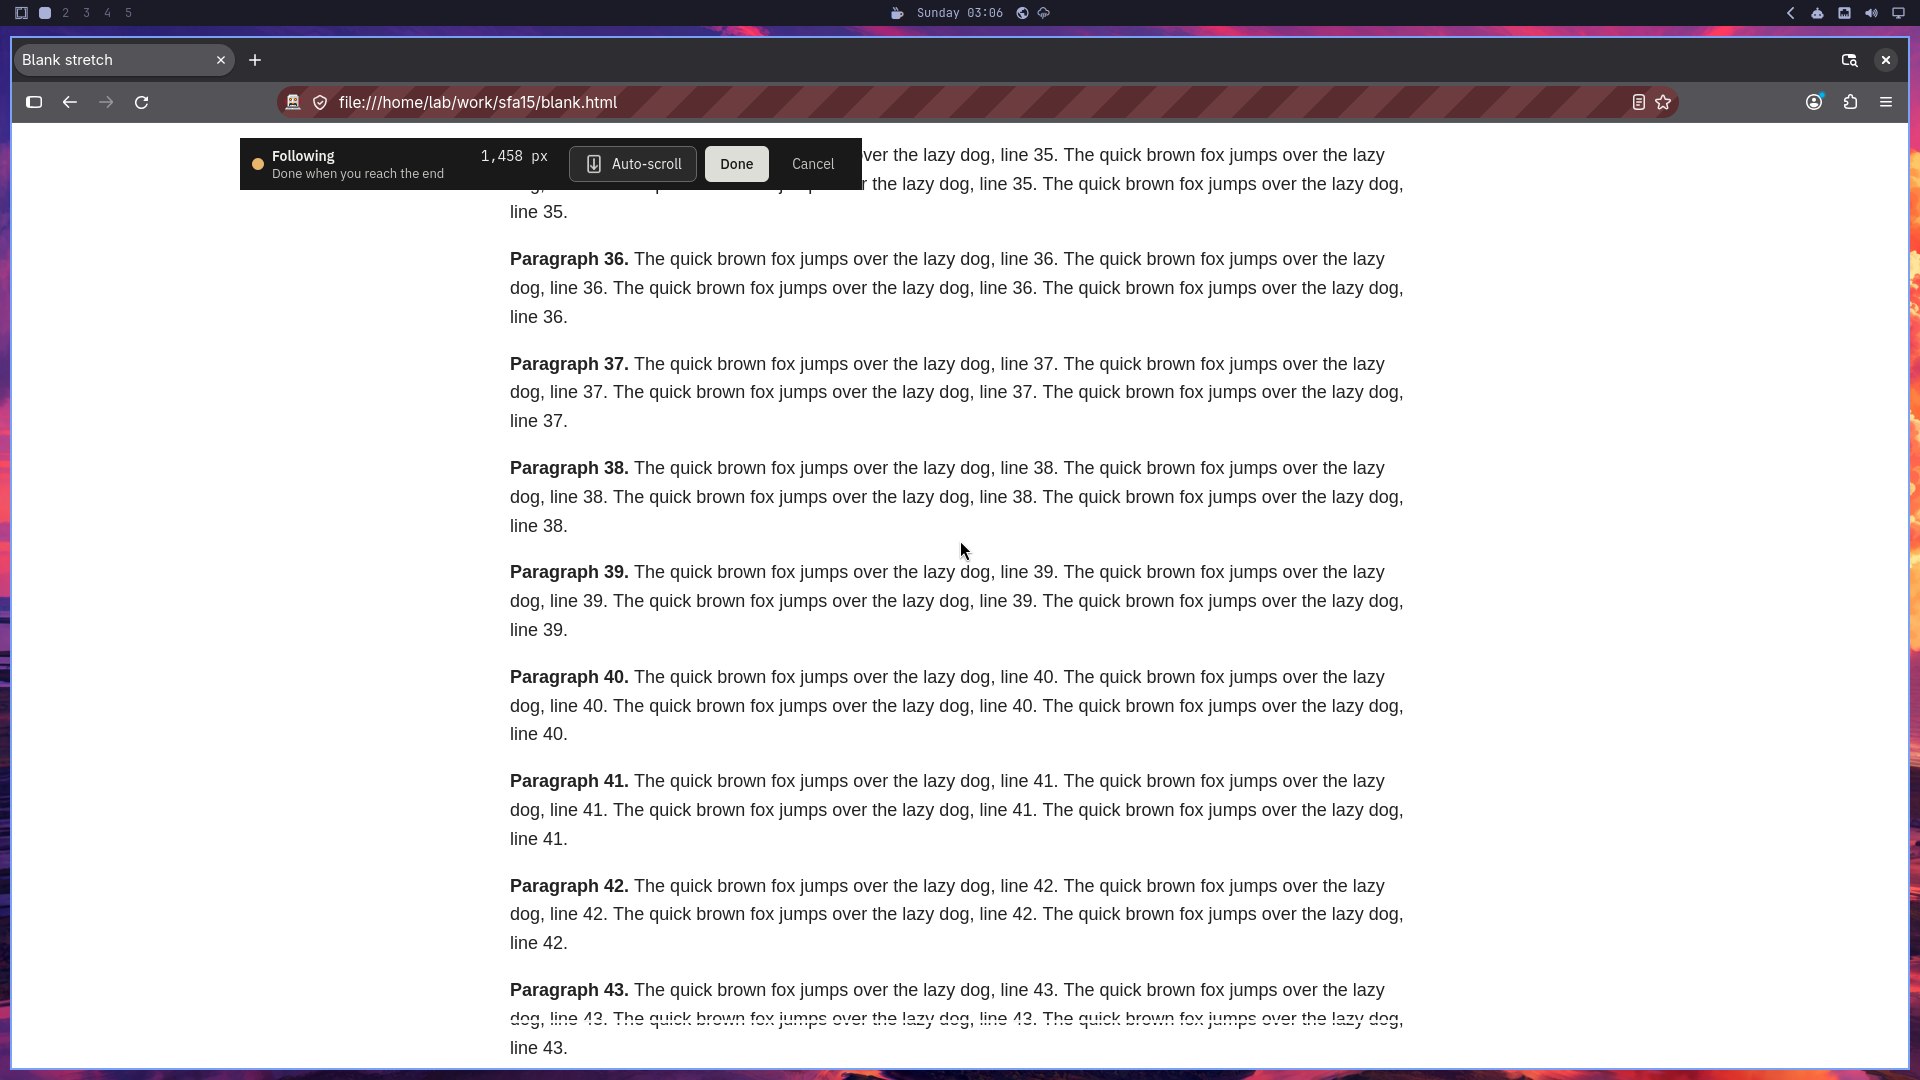 2 3 4 5
Sunday 03:06
Blank stretch
file:///home/lab/work/sfa15/blank.html
Following
Done when you reach the end
1,458 px
Auto-scroll
Done
Cancel
ver the lazy dog, line 35. The quick brown fox jumps over the lazy
r the lazy dog, line 35. The quick brown fox jumps over the lazy dog,
line 35.
Paragraph 36. The quick brown fox jumps over the lazy dog, line 36. The quick brown fox jumps over the lazy
dog, line 36. The quick brown fox jumps over the lazy dog, line 36. The quick brown fox jumps over the lazy dog,
line 36.
Paragraph 37. The quick brown fox jumps over the lazy dog, line 37. The quick brown fox jumps over the lazy
dog, line 37. The quick brown fox jumps over the lazy dog, line 37. The quick brown fox jumps over the lazy dog,
line 37.
Paragraph 38. The quick brown fox jumps over the lazy dog, line 38. The quick brown fox jumps over the lazy
dog, line 38. The quick brown fox jumps over the lazy dog, line 38. The quick brown fox jumps over the lazy dog,
line 38.
Paragraph 39. The quick brown fox jumps over the lazy dog, line 39. The quick brown fox jumps over the lazy
dog, line 39. The quick brown fox jumps over the lazy dog, line 39. The quick brown fox jumps over the lazy dog,
line 39.
Paragraph 40. The quick brown fox jumps over the lazy dog, line 40. The quick brown fox jumps over the lazy
dog, line 40. The quick brown fox jumps over the lazy dog, line 40. The quick brown fox jumps over the lazy dog,
line 40.
Paragraph 41. The quick brown fox jumps over the lazy dog, line 41. The quick brown fox jumps over the lazy
dog, line 41. The quick brown fox jumps over the lazy dog, line 41. The quick brown fox jumps over the lazy dog,
line 41.
Paragraph 42. The quick brown fox jumps over the lazy dog, line 42. The quick brown fox jumps over the lazy
dog, line 42. The quick brown fox jumps over the lazy dog, line 42. The quick brown fox jumps over the lazy dog,
line 42.
Paragraph 43. The quick brown fox jumps over the lazy dog, line 43. The quick brown fox jumps over the lazy
dog, line 43. The quick brown fox jumps over the lazy dog, line 43. The quick brown fox jumps over the lazy dog,
line 43.